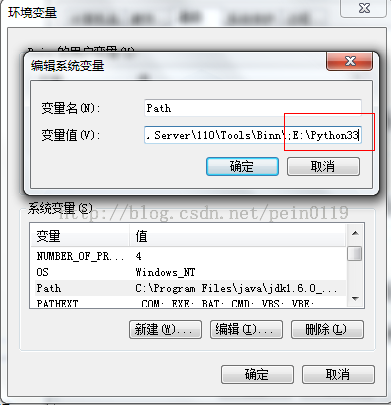 环境变量
编辑系统变量
变量名(N): Path
变量值(V): . Server\110\Tools\Binn\;E:\Python33
确定 取消
系统变量(S)
http://blog.csdn.net/pein0119
变量 值
NUMBER_OF_PR... 4
OS Windows_NT
Path C:\Program Files\java\jdk1.6.0_...
PATHEXT .COM;.EXE;.BAT;.CMD;.VBS;.VBE;
新建(W)... 编辑(I)... 删除(L)
确定 取消